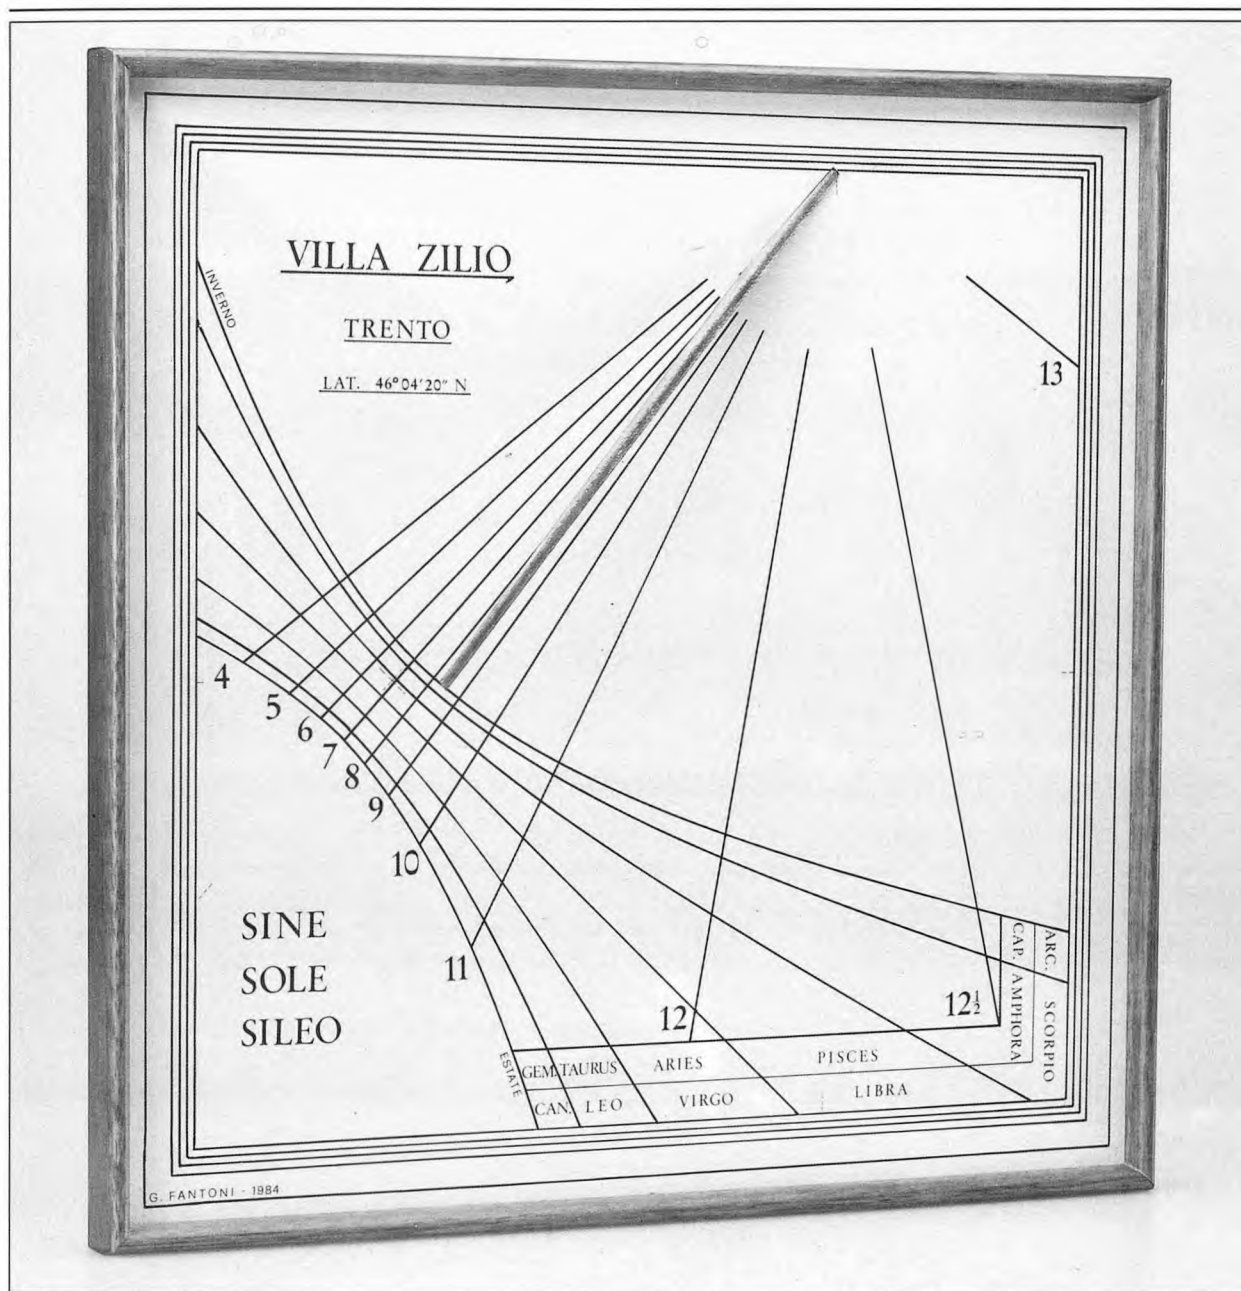 VILLA ZILIO
INVERNO
TRENTO
LAT. 46°04'20" N
13
4
5
6
7
8
9
10
11
12
12½
SINE
SOLE
SILEO
ESTATE
GEM. TAURUS ARIES PISCES
CAN. LEO VIRGO LIBRA
CAP. AMPHORA
ARC. SCORPIO
G. FANTONI - 1984